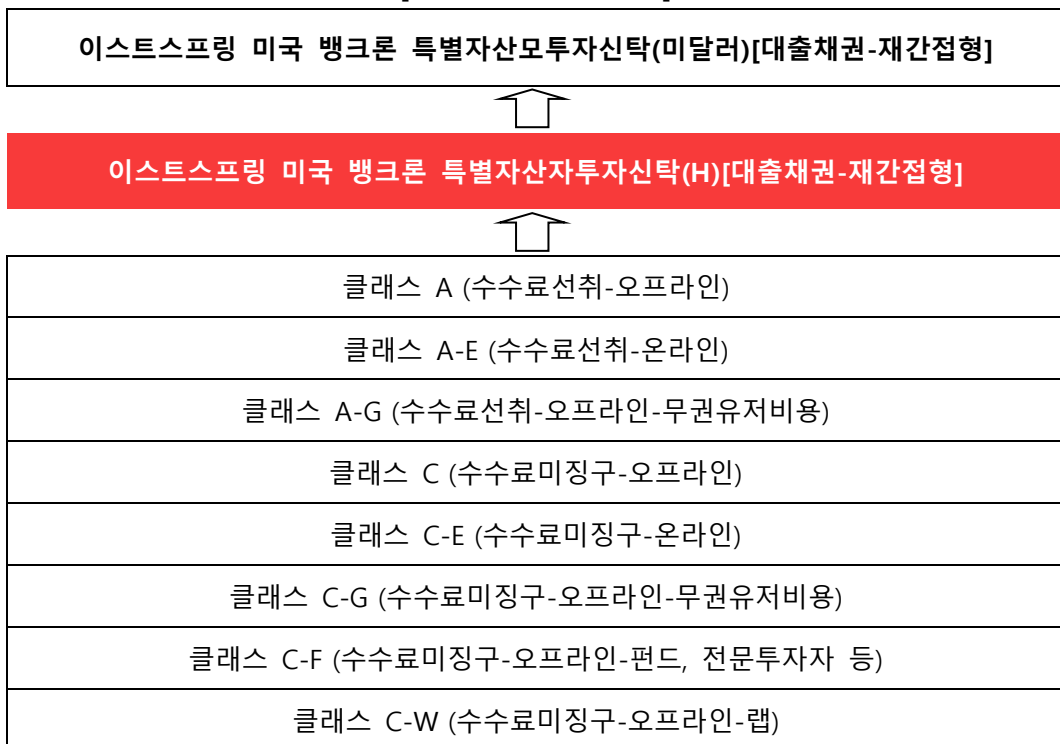 이스트스프링 미국 뱅크론 특별자산모투자신탁(미달러)[대출채권-재간접형]
이스트스프링 미국 뱅크론 특별자산자투자신탁(H)[대출채권-재간접형]
클래스 A (수수료선취-오프라인)
클래스 A-E (수수료선취-온라인)
클래스 A-G (수수료선취-오프라인-무권유저비용)
클래스 C (수수료미징구-오프라인)
클래스 C-E (수수료미징구-온라인)
클래스 C-G (수수료미징구-오프라인-무권유저비용)
클래스 C-F (수수료미징구-오프라인-펀드, 전문투자자 등)
클래스 C-W (수수료미징구-오프라인-랩)